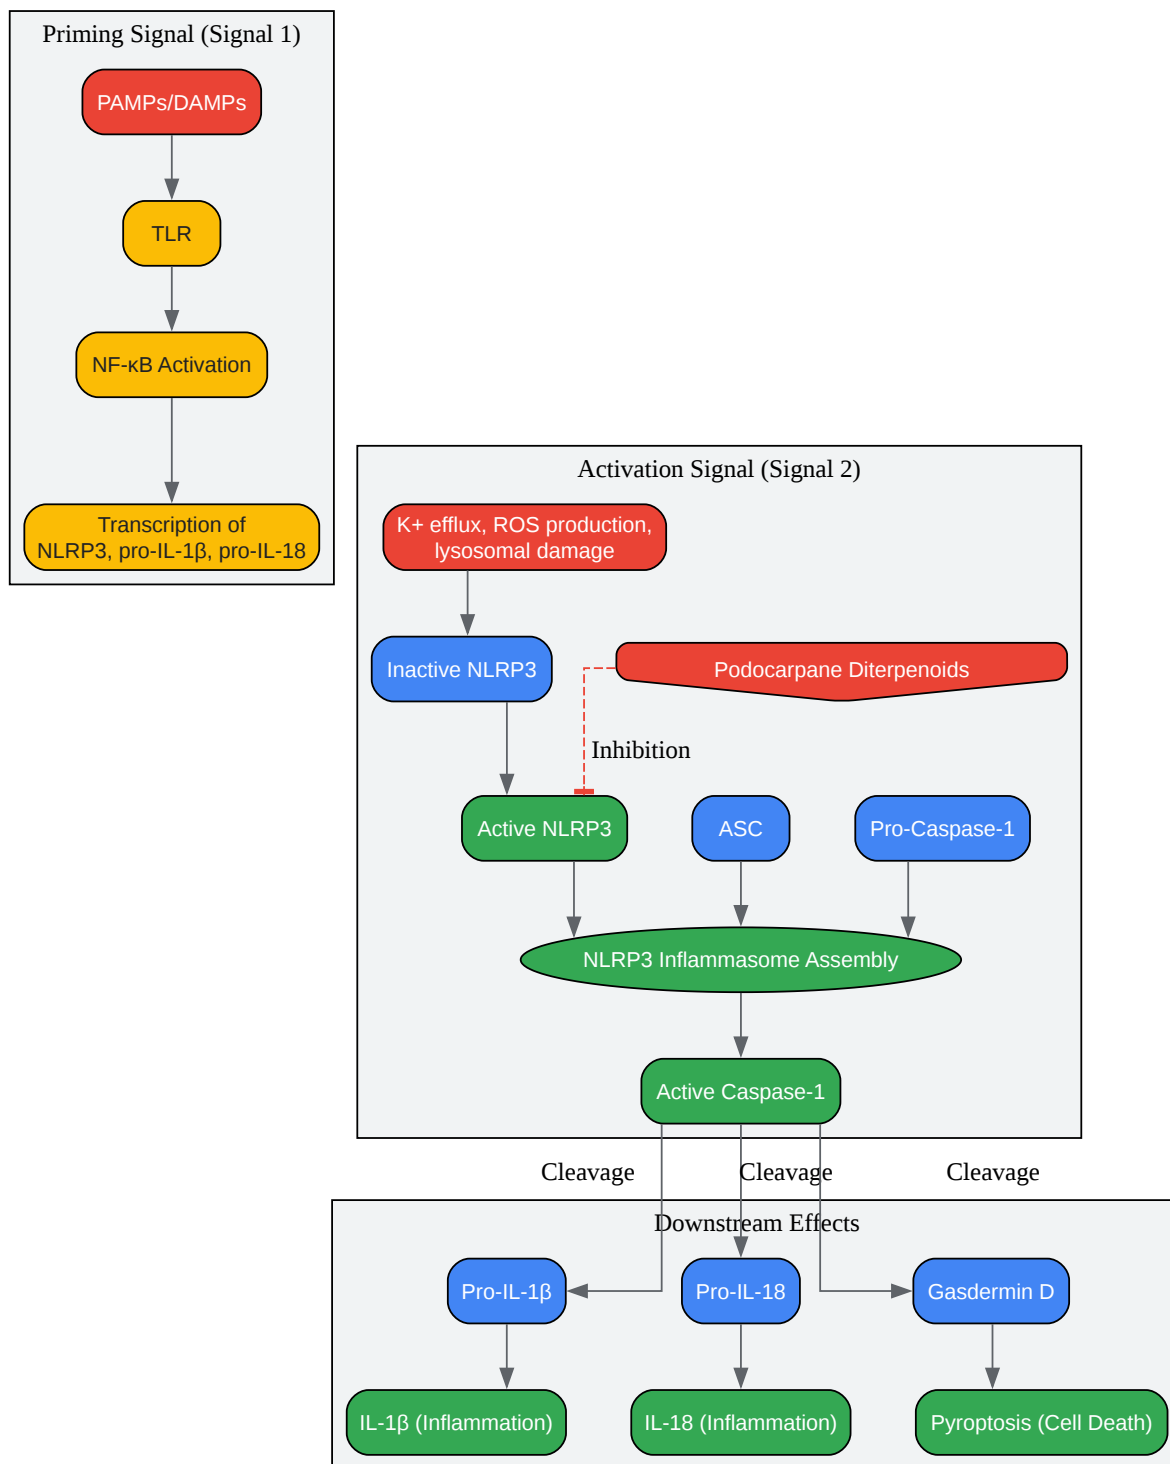 Priming Signal (Signal 1)
PAMPs/DAMPs
TLR
NF-κB Activation
Transcription of
NLRP3, pro-IL-1β, pro-IL-18
Activation Signal (Signal 2)
K+ efflux, ROS production,
lysosomal damage
Inactive NLRP3
Podocarpane Diterpenoids
Inhibition
Active NLRP3
ASC
Pro-Caspase-1
NLRP3 Inflammasome Assembly
Active Caspase-1
Cleavage
Cleavage
Cleavage
Downstream Effects
Pro-IL-1β
Pro-IL-18
Gasdermin D
IL-1β (Inflammation)
IL-18 (Inflammation)
Pyroptosis (Cell Death)